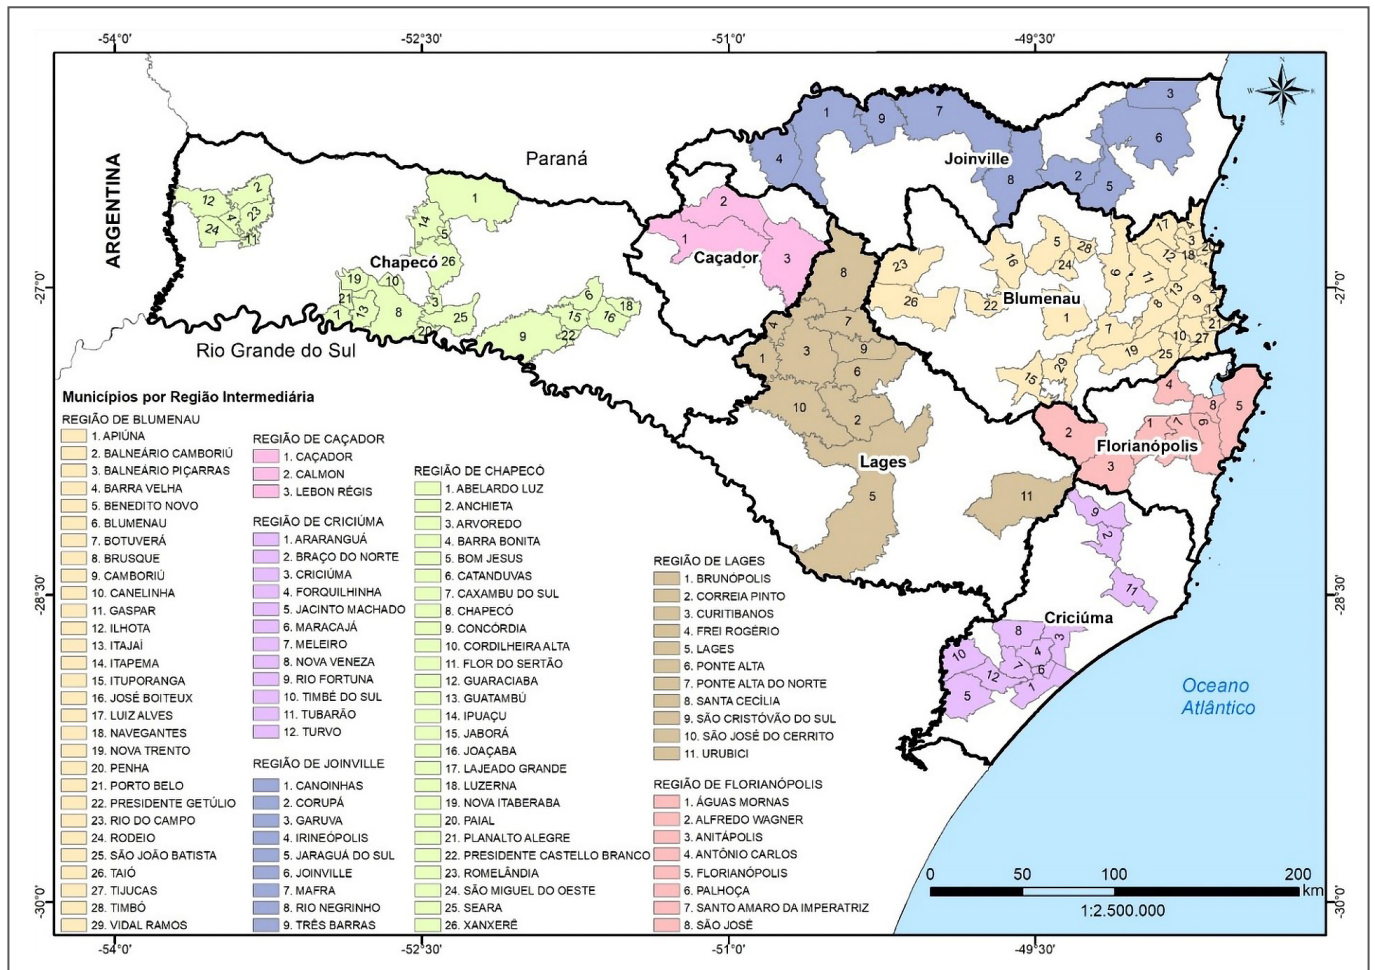 -54°0'
-52°30'
-51°0'
-49°30'
N
W E
S
ARGENTINA
Paraná
Rio Grande do Sul
Joinville
Caçador
Chapecó
Blumenau
Florianópolis
Lages
Criciúma
Oceano
Atlântico
-27°0'
-27°0'
-28°30'
-28°30'
-30°0'
-30°0'
Municípios por Região Intermediária
REGIÃO DE BLUMENAU
1. APIÚNA
2. BALNEÁRIO CAMBORIÚ
3. BALNEÁRIO PIÇARRAS
4. BARRA VELHA
5. BENEDITO NOVO
6. BLUMENAU
7. BOTUVERÁ
8. BRUSQUE
9. CAMBORIÚ
10. CANELINHA
11. GASPAR
12. ILHOTA
13. ITAJAÍ
14. ITAPEMA
15. ITUPORANGA
16. JOSÉ BOITEUX
17. LUIZ ALVES
18. NAVEGANTES
19. NOVA TRENTO
20. PENHA
21. PORTO BELO
22. PRESIDENTE GETÚLIO
23. RIO DO CAMPO
24. RODEIO
25. SÃO JOÃO BATISTA
26. TAIÓ
27. TIJUCAS
28. TIMBÓ
29. VIDAL RAMOS
REGIÃO DE CAÇADOR
1. CAÇADOR
2. CALMON
3. LEBON RÉGIS
REGIÃO DE CRICIÚMA
1. ARARANGUÁ
2. BRAÇO DO NORTE
3. CRICIÚMA
4. FORQUILHINHA
5. JACINTO MACHADO
6. MARACAJÁ
7. MELEIRO
8. NOVA VENEZA
9. RIO FORTUNA
10. TIMBÉ DO SUL
11. TUBARÃO
12. TURVO
REGIÃO DE JOINVILLE
1. CANOINHAS
2. CORUPÁ
3. GARUVA
4. IRINEÓPOLIS
5. JARAGUÁ DO SUL
6. JOINVILLE
7. MAFRA
8. RIO NEGRINHO
9. TRÊS BARRAS
REGIÃO DE CHAPECÓ
1. ABELARDO LUZ
2. ANCHIETA
3. ARVOREDO
4. BARRA BONITA
5. BOM JESUS
6. CATANDUVAS
7. CAXAMBU DO SUL
8. CHAPECÓ
9. CONCÓRDIA
10. CORDILHEIRA ALTA
11. FLOR DO SERTÃO
12. GUARACIABA
13. GUATAMBÚ
14. IPUAÇU
15. JABORÁ
16. JOAÇABA
17. LAJEADO GRANDE
18. LUZERNA
19. NOVA ITABERABA
20. PAIAL
21. PLANALTO ALEGRE
22. PRESIDENTE CASTELLO BRANCO
23. ROMELÂNDIA
24. SÃO MIGUEL DO OESTE
25. SEARA
26. XANXERÊ
REGIÃO DE LAGES
1. BRUNÓPOLIS
2. CORREIA PINTO
3. CURITIBANOS
4. FREI ROGÉRIO
5. LAGES
6. PONTE ALTA
7. PONTE ALTA DO NORTE
8. SANTA CECÍLIA
9. SÃO CRISTÓVÃO DO SUL
10. SÃO JOSÉ DO CERRITO
11. URUBICI
REGIÃO DE FLORIANÓPOLIS
1. ÁGUAS MORNAS
2. ALFREDO WAGNER
3. ANITÁPOLIS
4. ANTÔNIO CARLOS
5. FLORIANÓPOLIS
6. PALHOÇA
7. SANTO AMARO DA IMPERATRIZ
8. SÃO JOSÉ
0 50 100 200
km
1:2.500.000
-54°0'
-52°30'
-51°0'
-49°30'